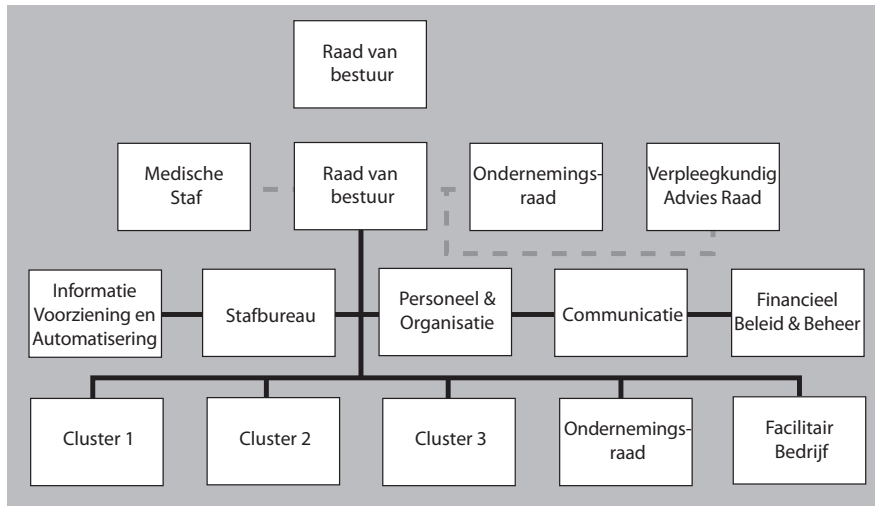 Raad van
bestuur
Medische
Staf
Raad van
bestuur
Ondernemings-
raad
Verpleegkundig
Advies Raad
Informatie
Voorziening en
Automatisering
Stafbureau
Personeel &
Organisatie
Communicatie
Financieel
Beleid & Beheer
Cluster 1
Cluster 2
Cluster 3
Ondernemings-
raad
Facilitair
Bedrijf